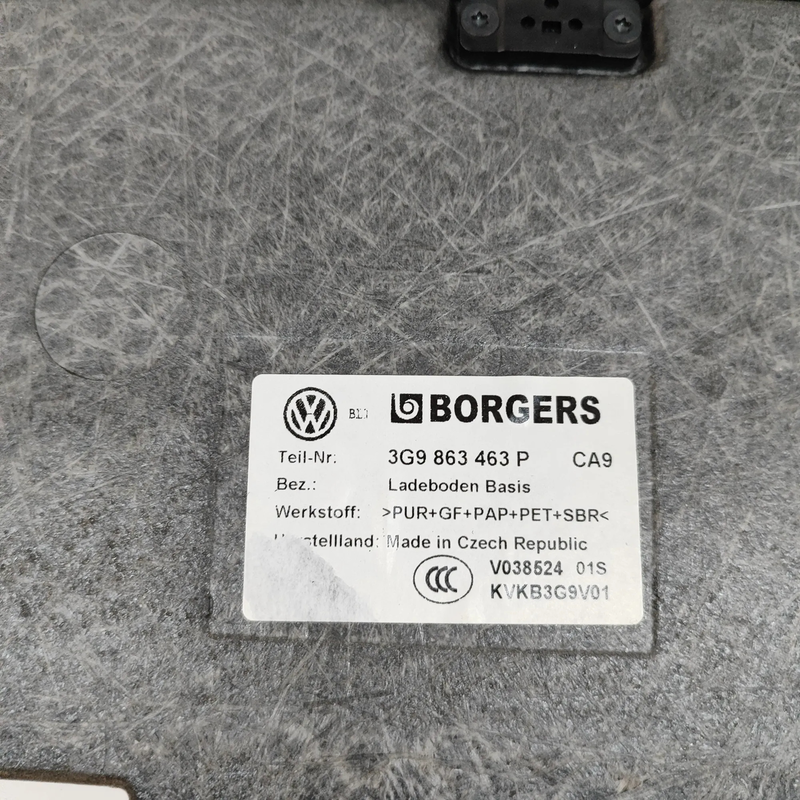 BORGERS
Teil-Nr: 3G9 863 463 P CA9
Bez.: Ladeboden Basis
Werkstoff: >PUR+GF+PAP+PET+SBR<
Made in Czech Republic
CCC V038524 01S
KVKB3G9V01